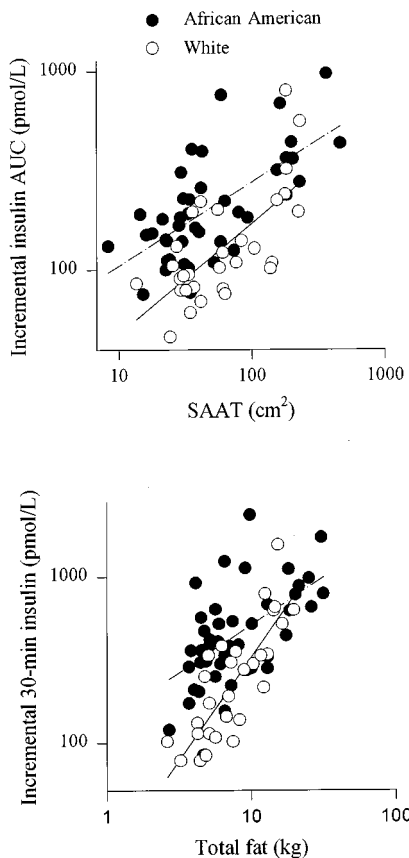 African American
White
Incremental insulin AUC (pmol/L)
1000
100
10
100
1000
SAAT (cm²)
Incremental 30-min insulin (pmol/L)
1000
100
1
10
100
Total fat (kg)